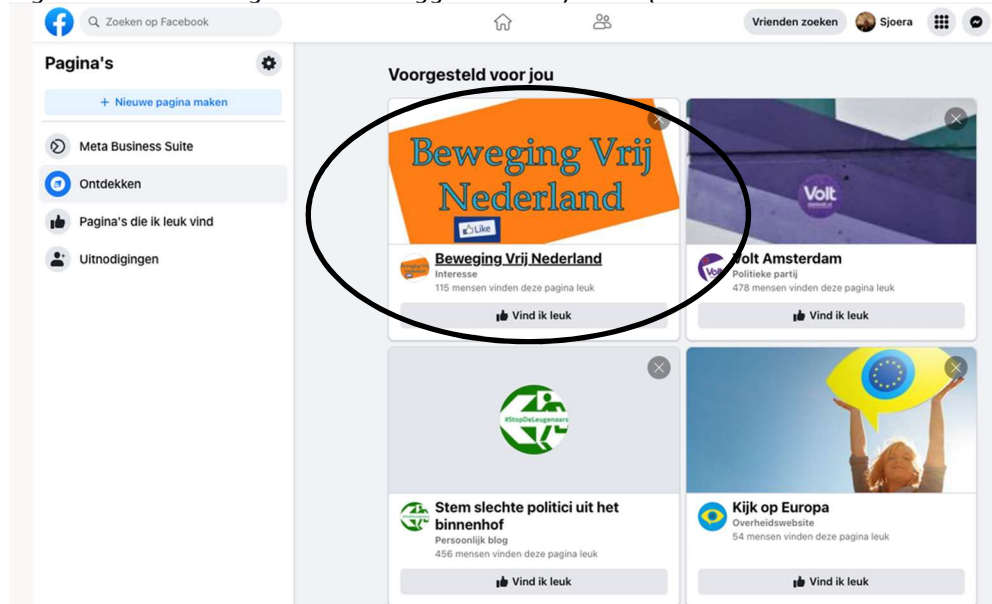 Zoeken op Facebook
Vrienden zoeken
Sjoera
Pagina's
+ Nieuwe pagina maken
Meta Business Suite
Ontdekken
Pagina's die ik leuk vind
Uitnodigingen
Voorgesteld voor jou
Beweging Vrij
Nederland
Like
Beweging Vrij Nederland
Interesse
115 mensen vinden deze pagina leuk
Vind ik leuk
Volt
Volt Amsterdam
Politieke partij
478 mensen vinden deze pagina leuk
Vind ik leuk
#StopDeLeugenaars
Stem slechte politici uit het
binnenhof
Persoonlijk blog
456 mensen vinden deze pagina leuk
Vind ik leuk
Kijk op Europa
Overheidswebsite
54 mensen vinden deze pagina leuk
Vind ik leuk